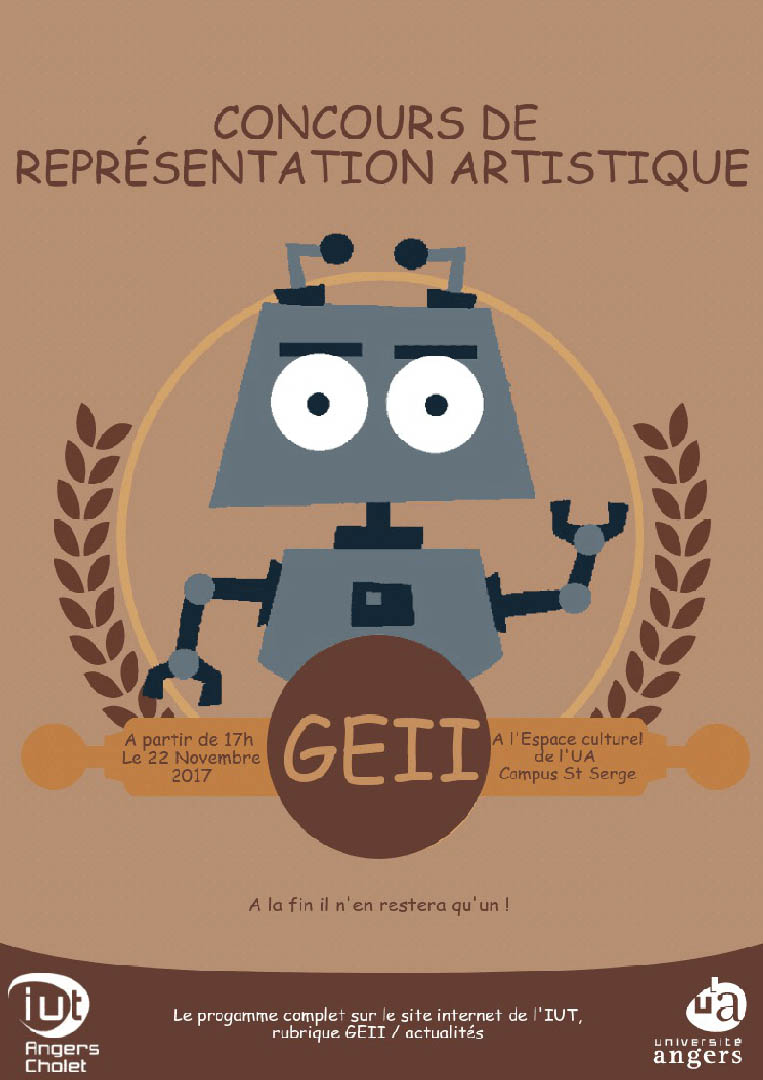 CONCOURS DE
REPRÉSENTATION ARTISTIQUE
A partir de 17h
Le 22 Novembre
2017
GEII
A l'Espace culturel
de l'UA
Campus St Serge
A la fin il n'en restera qu'un !
iut
Angers
Cholet
Le progamme complet sur le site internet de l'IUT,
rubrique GEII / actualités
ua
université
angers